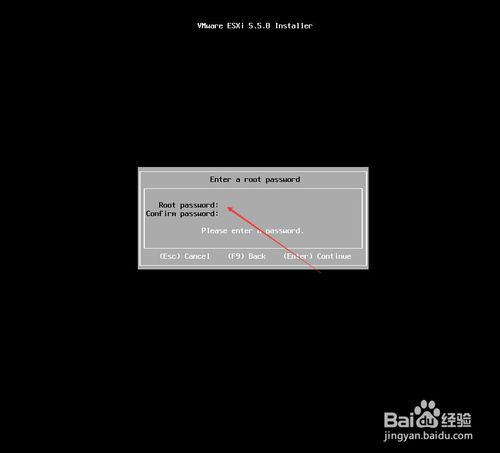 VMware ESXi 5.5.0 Installer
Enter a root password
Root password:
Confirm password:
Please enter a password.
(Esc) Cancel (F9) Back (Enter) Continue
Bai du 经验
jingyan.baidu.com